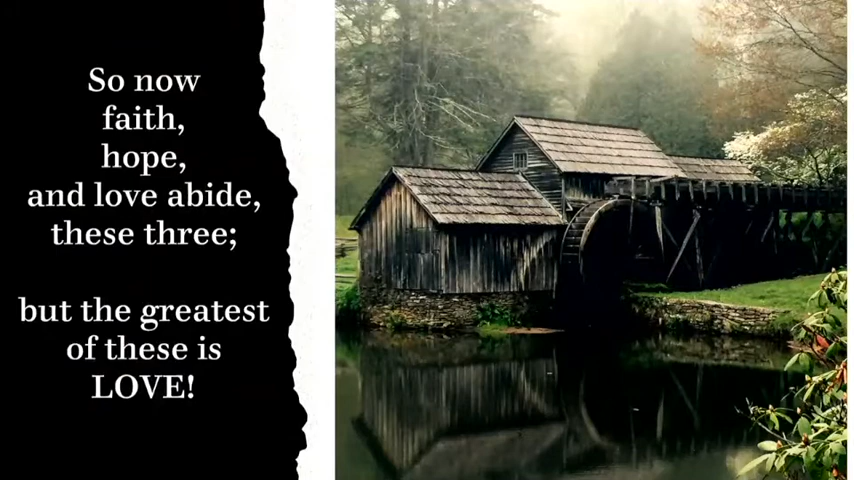 So now
faith,
hope,
and love abide,
these three;
but the greatest
of these is
LOVE!